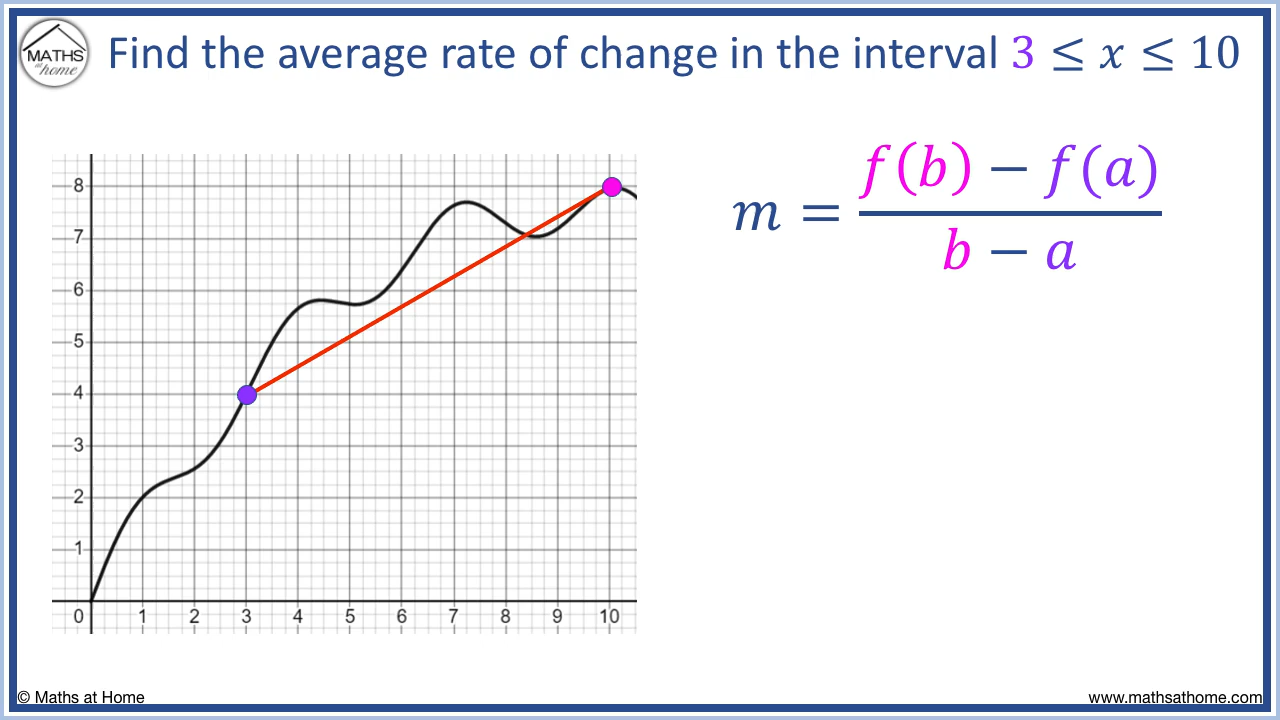 MATHS
at
home
Find the average rate of change in the interval 3 ≤ x ≤ 10
m = f(b) − f(a) / b − a
8
7
6
5
4
3
2
1
0 1 2 3 4 5 6 7 8 9 10
© Maths at Home
www.mathsathome.com